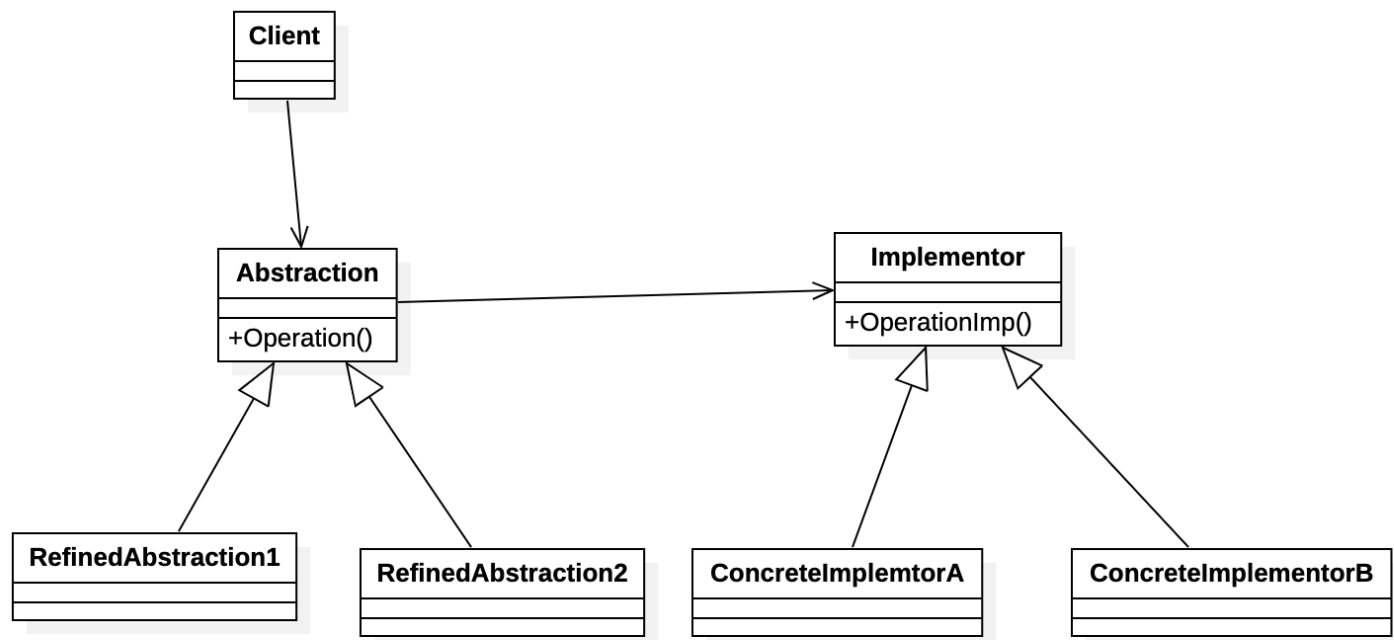 Client
Abstraction
+Operation()
Implementor
+OperationImp()
RefinedAbstraction1
RefinedAbstraction2
ConcreteImplemtorA
ConcreteImplementorB